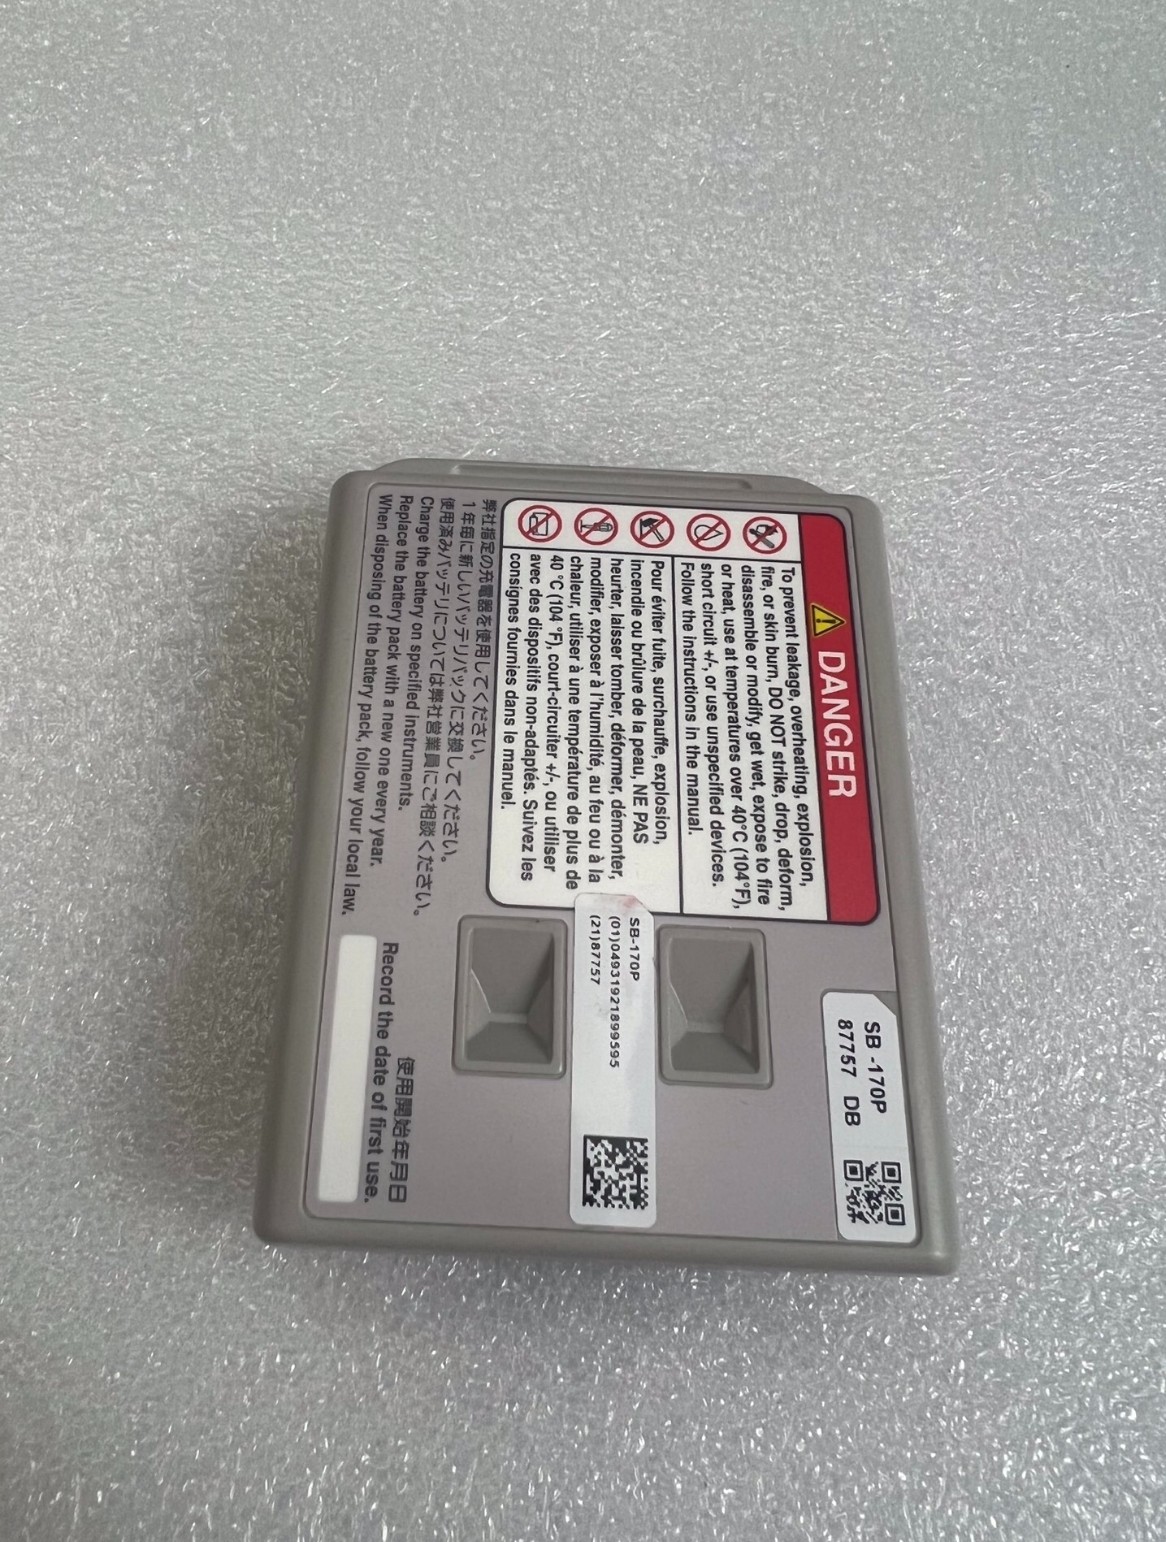 DANGER
To prevent leakage, overheating, explosion,
fire, or skin burn, DO NOT strike, drop, deform,
disassemble or modify, get wet, expose to fire
or heat, use at temperatures over 40°C (104°F),
short circuit +/-, or use unspecified devices.
Follow the instructions in the manual.
Pour éviter fuite, surchauffe, explosion,
incendie ou brûlure de la peau, NE PAS
heurter, laisser tomber, déformer, démonter,
modifier, exposer à l'humidité, au feu ou à la
chaleur, utiliser à une température de plus de
40 °C (104 °F), court-circuiter +/-, ou utiliser
avec des dispositifs non-adaptés. Suivez les
consignes fournies dans le manuel.
弊社指定の充電器を使用してください。
1年毎に新しいバッテリパックに交換してください。
使用済みバッテリについては弊社営業員にご相談ください。
Charge the battery on specified instruments.
Replace the battery pack with a new one every year.
When disposing of the battery pack, follow your local law.
SB-170P
87757 DB
SB-170P
(01)04931921899595
(21)87757
使用開始年月日
Record the date of first use.